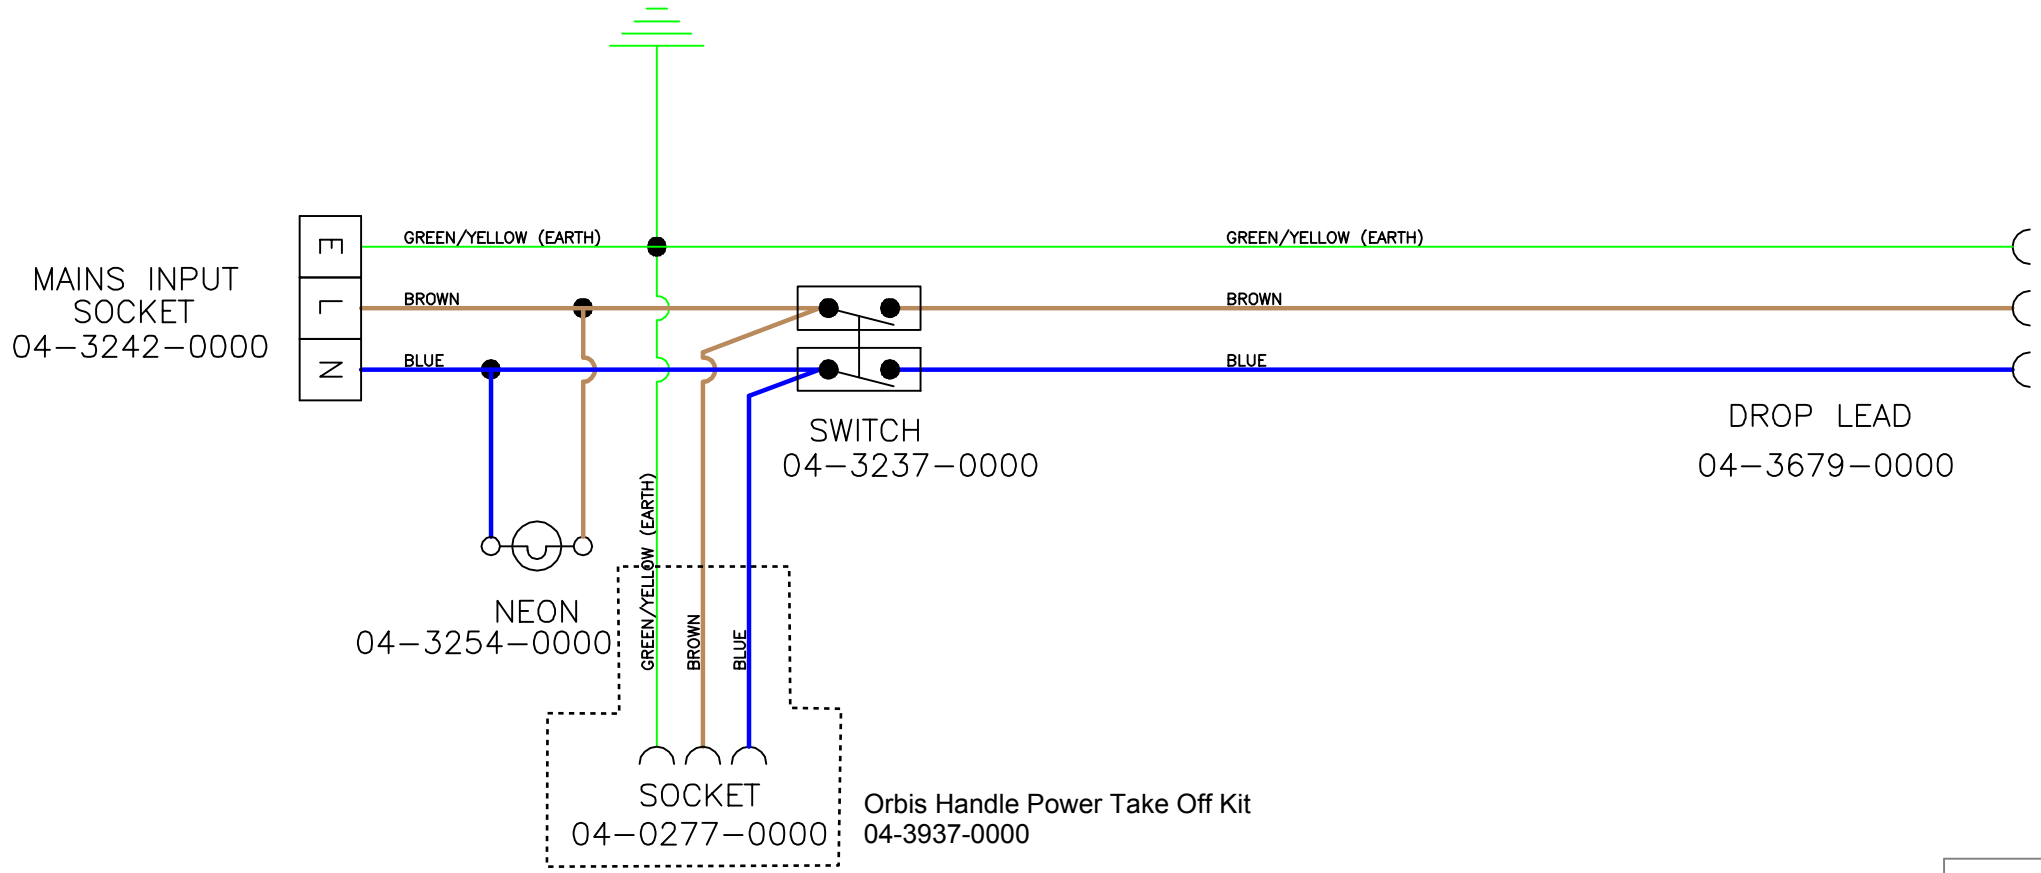 GREEN/YELLOW (EARTH)
GREEN/YELLOW (EARTH)
E
MAINS INPUT
SOCKET
04-3242-0000
L
BROWN
BROWN
N
BLUE
BLUE
SWITCH
04-3237-0000
DROP LEAD
04-3679-0000
NEON
04-3254-0000
GREEN/YELLOW (EARTH)
BROWN
BLUE
SOCKET
04-0277-0000
Orbis Handle Power Take Off Kit
04-3937-0000